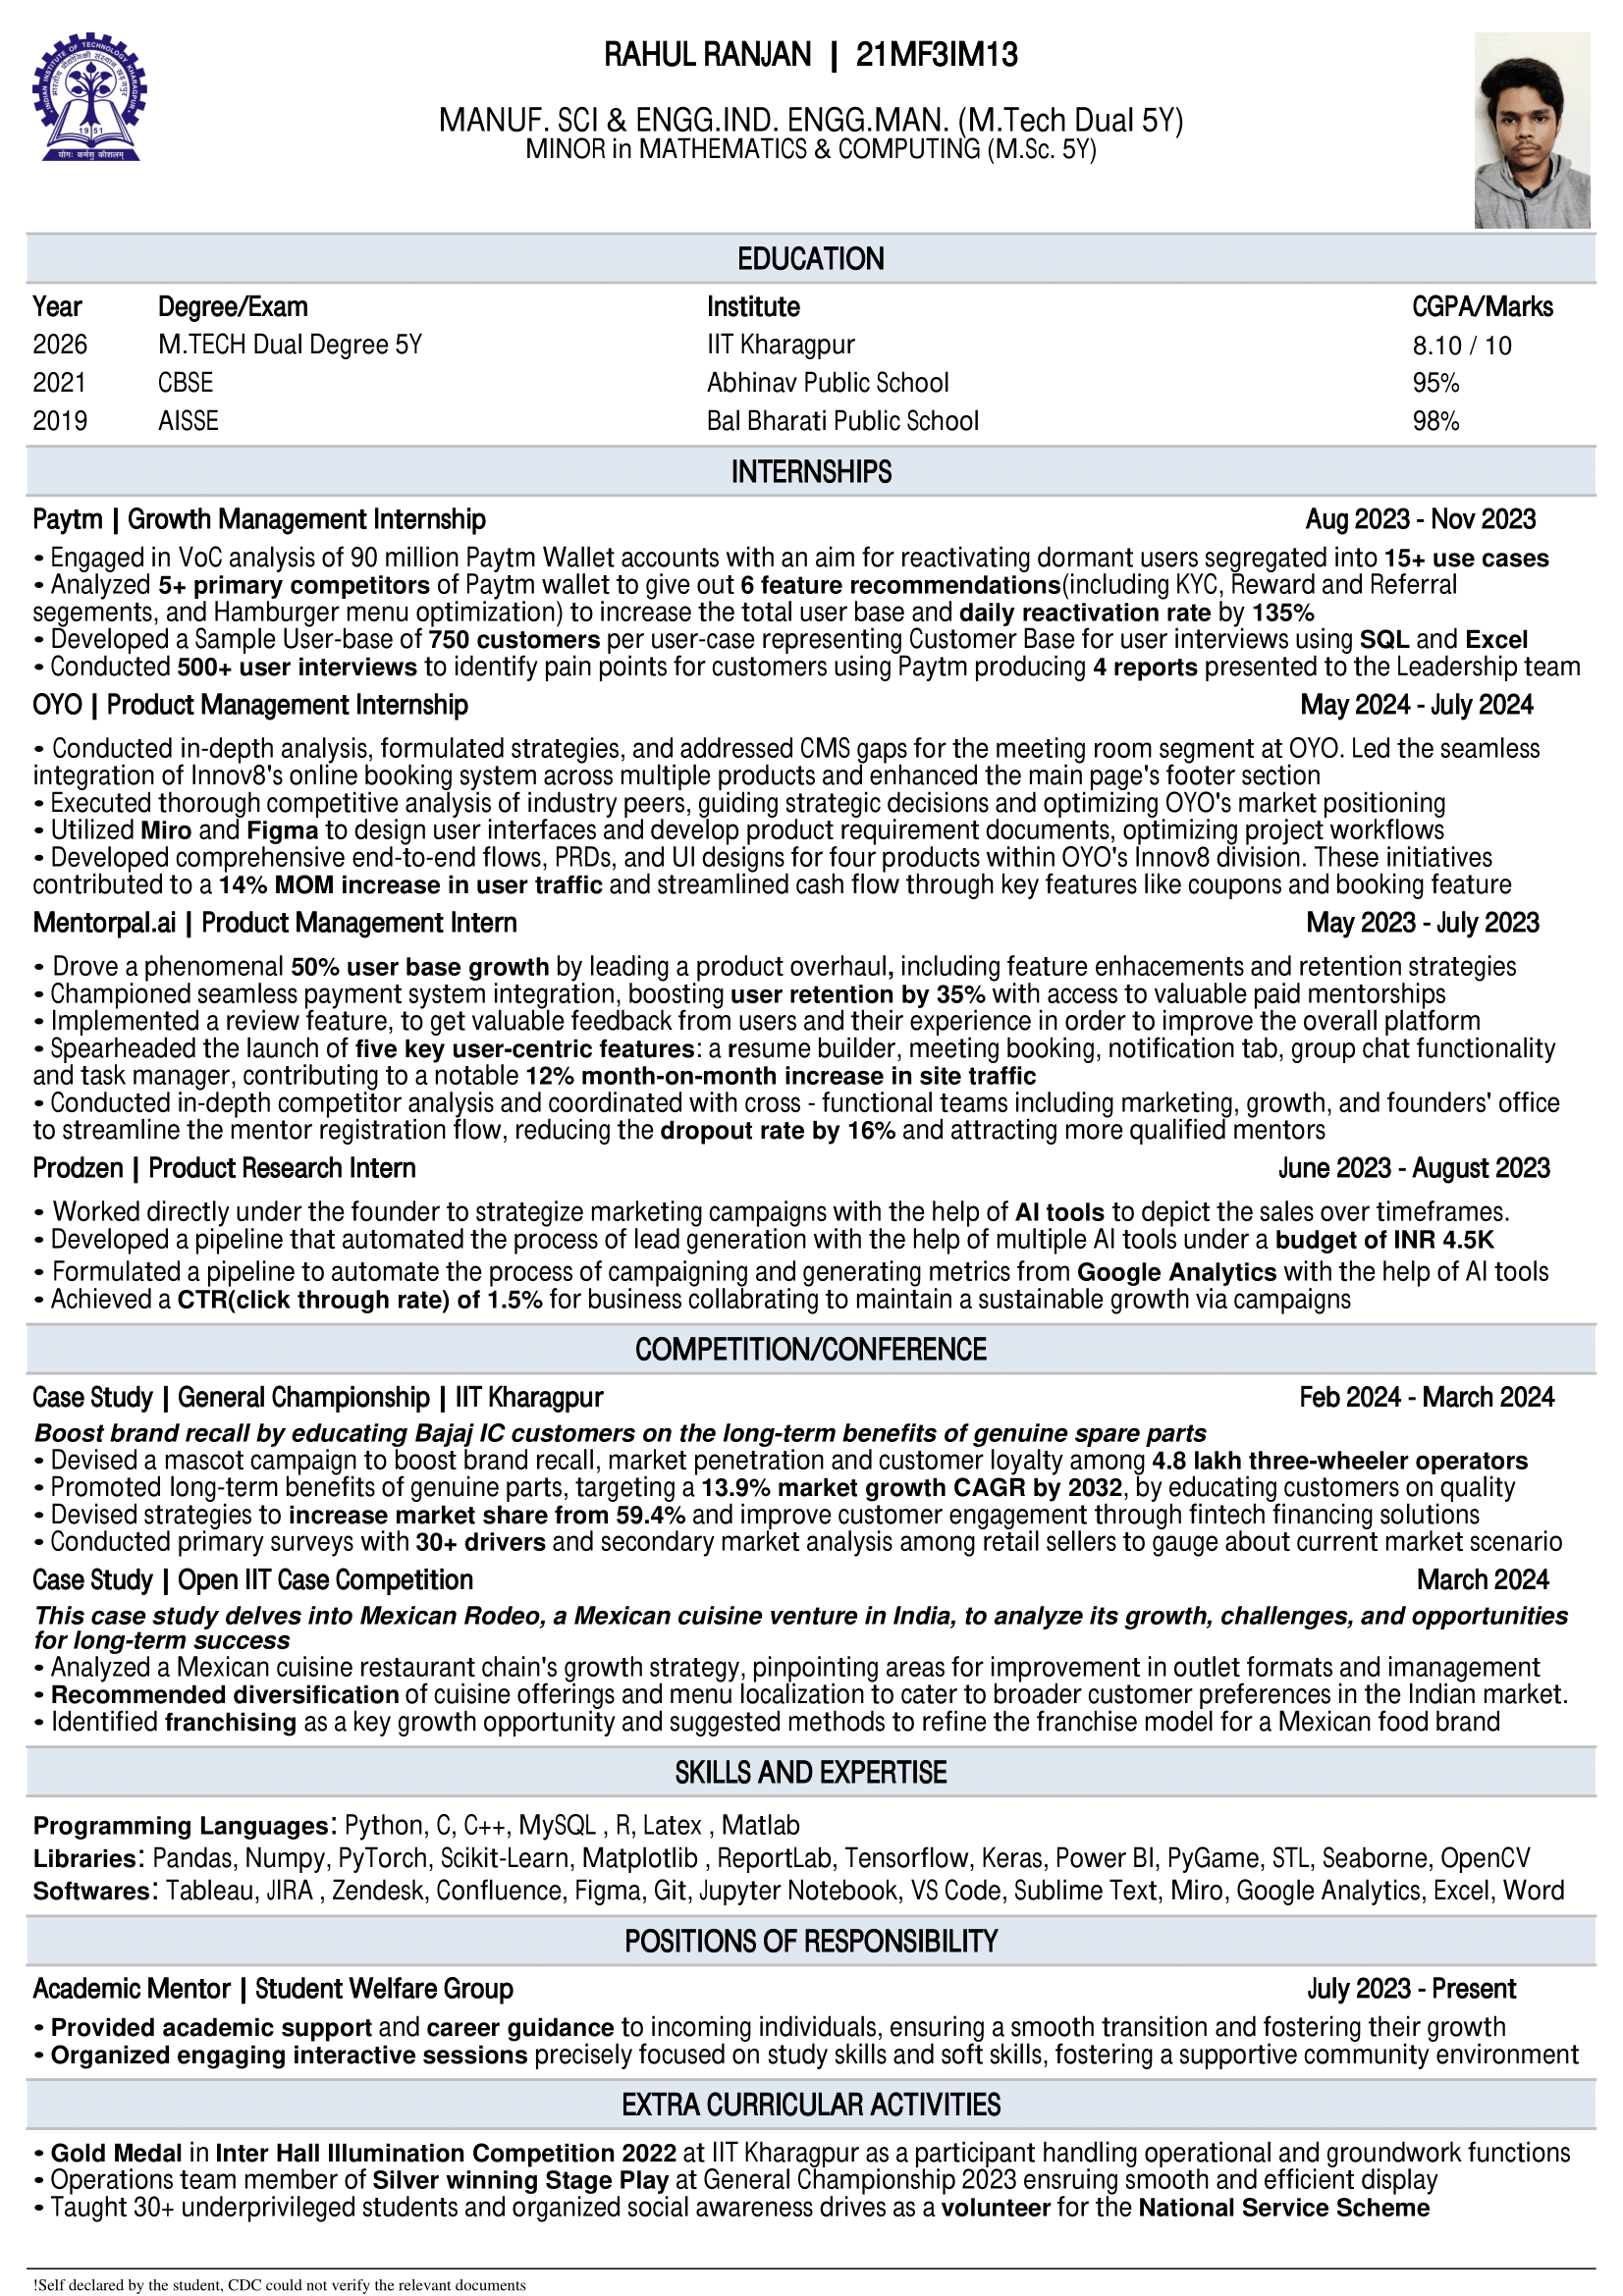 INDIAN INSTITUTE OF TECHNOLOGY KHARAGPUR
भारतीय प्रौद्योगिकी संस्थान खड़गपुर
1951
योगः कर्मसु कौशलम्
RAHUL RANJAN | 21MF3IM13
MANUF. SCI & ENGG.IND. ENGG.MAN. (M.Tech Dual 5Y)
MINOR in MATHEMATICS & COMPUTING (M.Sc. 5Y)
EDUCATION
Year Degree/Exam Institute CGPA/Marks
2026 M.TECH Dual Degree 5Y IIT Kharagpur 8.10 / 10
2021 CBSE Abhinav Public School 95%
2019 AISSE Bal Bharati Public School 98%
INTERNSHIPS
Paytm | Growth Management Internship Aug 2023 - Nov 2023
• Engaged in VoC analysis of 90 million Paytm Wallet accounts with an aim for reactivating dormant users segregated into 15+ use cases
• Analyzed 5+ primary competitors of Paytm wallet to give out 6 feature recommendations(including KYC, Reward and Referral
segements, and Hamburger menu optimization) to increase the total user base and daily reactivation rate by 135%
• Developed a Sample User-base of 750 customers per user-case representing Customer Base for user interviews using SQL and Excel
• Conducted 500+ user interviews to identify pain points for customers using Paytm producing 4 reports presented to the Leadership team
OYO | Product Management Internship May 2024 - July 2024
• Conducted in-depth analysis, formulated strategies, and addressed CMS gaps for the meeting room segment at OYO. Led the seamless
integration of Innov8's online booking system across multiple products and enhanced the main page's footer section
• Executed thorough competitive analysis of industry peers, guiding strategic decisions and optimizing OYO's market positioning
• Utilized Miro and Figma to design user interfaces and develop product requirement documents, optimizing project workflows
• Developed comprehensive end-to-end flows, PRDs, and UI designs for four products within OYO's Innov8 division. These initiatives
contributed to a 14% MOM increase in user traffic and streamlined cash flow through key features like coupons and booking feature
Mentorpal.ai | Product Management Intern May 2023 - July 2023
• Drove a phenomenal 50% user base growth by leading a product overhaul, including feature enhacements and retention strategies
• Championed seamless payment system integration, boosting user retention by 35% with access to valuable paid mentorships
• Implemented a review feature, to get valuable feedback from users and their experience in order to improve the overall platform
• Spearheaded the launch of five key user-centric features: a resume builder, meeting booking, notification tab, group chat functionality
and task manager, contributing to a notable 12% month-on-month increase in site traffic
• Conducted in-depth competitor analysis and coordinated with cross - functional teams including marketing, growth, and founders' office
to streamline the mentor registration flow, reducing the dropout rate by 16% and attracting more qualified mentors
Prodzen | Product Research Intern June 2023 - August 2023
• Worked directly under the founder to strategize marketing campaigns with the help of AI tools to depict the sales over timeframes.
• Developed a pipeline that automated the process of lead generation with the help of multiple AI tools under a budget of INR 4.5K
• Formulated a pipeline to automate the process of campaigning and generating metrics from Google Analytics with the help of AI tools
• Achieved a CTR(click through rate) of 1.5% for business collabrating to maintain a sustainable growth via campaigns
COMPETITION/CONFERENCE
Case Study | General Championship | IIT Kharagpur Feb 2024 - March 2024
Boost brand recall by educating Bajaj IC customers on the long-term benefits of genuine spare parts
• Devised a mascot campaign to boost brand recall, market penetration and customer loyalty among 4.8 lakh three-wheeler operators
• Promoted long-term benefits of genuine parts, targeting a 13.9% market growth CAGR by 2032, by educating customers on quality
• Devised strategies to increase market share from 59.4% and improve customer engagement through fintech financing solutions
• Conducted primary surveys with 30+ drivers and secondary market analysis among retail sellers to gauge about current market scenario
Case Study | Open IIT Case Competition March 2024
This case study delves into Mexican Rodeo, a Mexican cuisine venture in India, to analyze its growth, challenges, and opportunities
for long-term success
• Analyzed a Mexican cuisine restaurant chain's growth strategy, pinpointing areas for improvement in outlet formats and imanagement
• Recommended diversification of cuisine offerings and menu localization to cater to broader customer preferences in the Indian market.
• Identified franchising as a key growth opportunity and suggested methods to refine the franchise model for a Mexican food brand
SKILLS AND EXPERTISE
Programming Languages: Python, C, C++, MySQL , R, Latex , Matlab
Libraries: Pandas, Numpy, PyTorch, Scikit-Learn, Matplotlib , ReportLab, Tensorflow, Keras, Power BI, PyGame, STL, Seaborne, OpenCV
Softwares: Tableau, JIRA , Zendesk, Confluence, Figma, Git, Jupyter Notebook, VS Code, Sublime Text, Miro, Google Analytics, Excel, Word
POSITIONS OF RESPONSIBILITY
Academic Mentor | Student Welfare Group July 2023 - Present
• Provided academic support and career guidance to incoming individuals, ensuring a smooth transition and fostering their growth
• Organized engaging interactive sessions precisely focused on study skills and soft skills, fostering a supportive community environment
EXTRA CURRICULAR ACTIVITIES
• Gold Medal in Inter Hall Illumination Competition 2022 at IIT Kharagpur as a participant handling operational and groundwork functions
• Operations team member of Silver winning Stage Play at General Championship 2023 ensruing smooth and efficient display
• Taught 30+ underprivileged students and organized social awareness drives as a volunteer for the National Service Scheme
!Self declared by the student, CDC could not verify the relevant documents